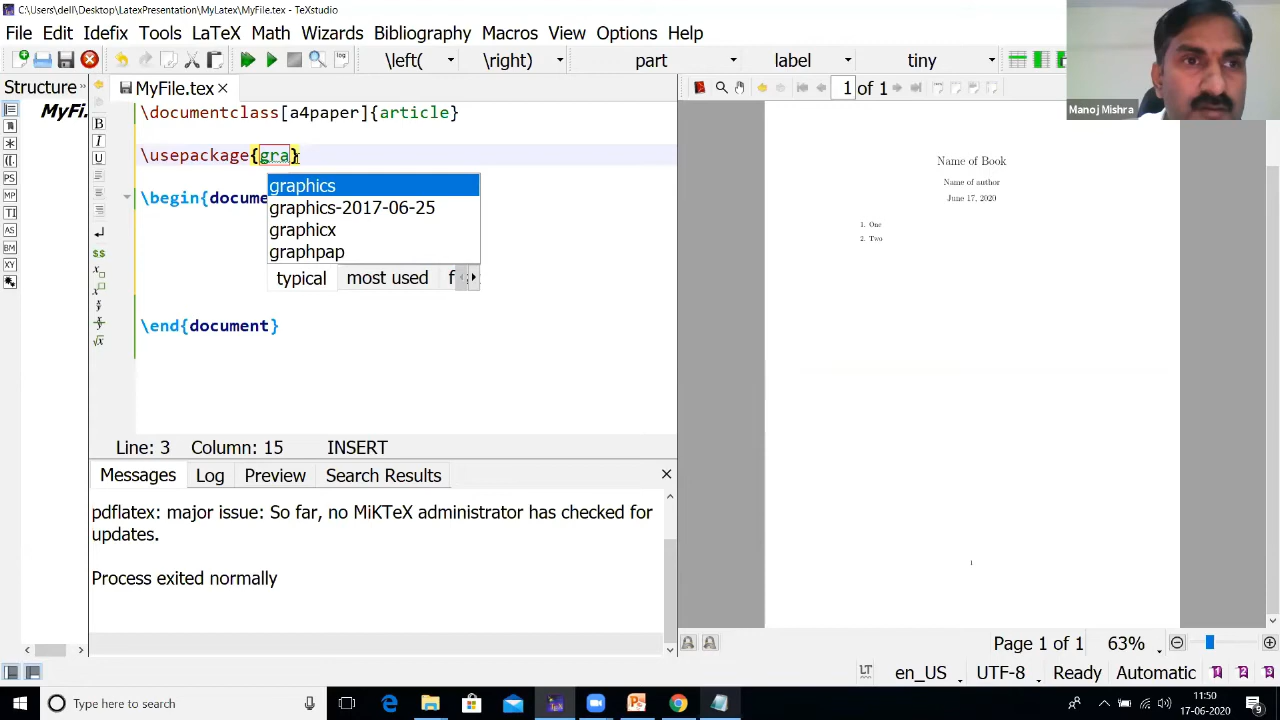 C:\Users\dell\Desktop\LatexPresentation\MyLatex\MyFile.tex - TeXstudio
File Edit Idefix Tools LaTeX Math Wizards Bibliography Macros View Options Help
\left( \right) part label tiny
Structure
MyFile.tex
1 of 1
Manoj Mishra
MyFi.
\documentclass[a4paper]{article}
\usepackage{gra}
graphics
graphics-2017-06-25
graphicx
graphpap
typical most used
\begin{docume
\end{document}
Name of Book
Name of author
June 17, 2020
1. One
2. Two
1
Line: 3 Column: 15 INSERT
Messages Log Preview Search Results
pdflatex: major issue: So far, no MiKTeX administrator has checked for
updates.
Process exited normally
Page 1 of 1 63%
en_US UTF-8 Ready Automatic
Type here to search
11:50
17-06-2020